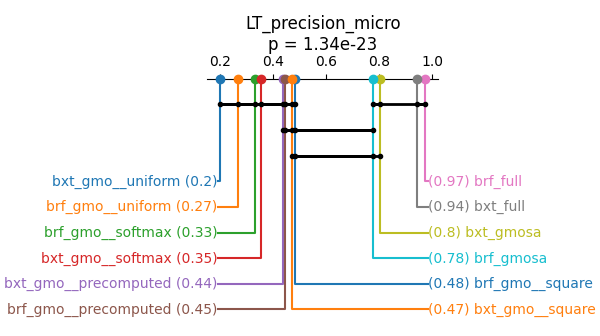 LT_precision_micro
p = 1.34e-23
0.2 0.4 0.6 0.8 1.0
bxt_gmo__uniform (0.2)
(0.97) brf_full
brf_gmo__uniform (0.27)
(0.94) bxt_full
brf_gmo__softmax (0.33)
(0.8) bxt_gmosa
bxt_gmo__softmax (0.35)
(0.78) brf_gmosa
bxt_gmo__precomputed (0.44)
(0.48) brf_gmo__square
brf_gmo__precomputed (0.45)
(0.47) bxt_gmo__square